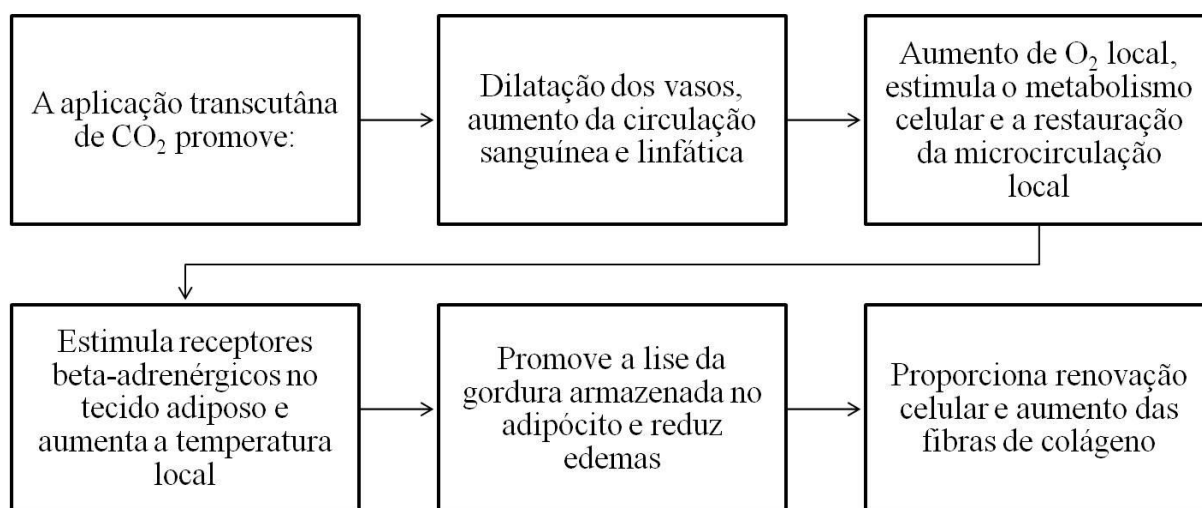 A aplicação transcutâna
de CO₂ promove:
Dilatação dos vasos,
aumento da circulação
sanguínea e linfática
Aumento de O₂ local,
estimula o metabolismo
celular e a restauração
da microcirculação
local
Estimula receptores
beta-adrenérgicos no
tecido adiposo e
aumenta a temperatura
local
Promove a lise da
gordura armazenada no
adipócito e reduz
edemas
Proporciona renovação
celular e aumento das
fibras de colágeno